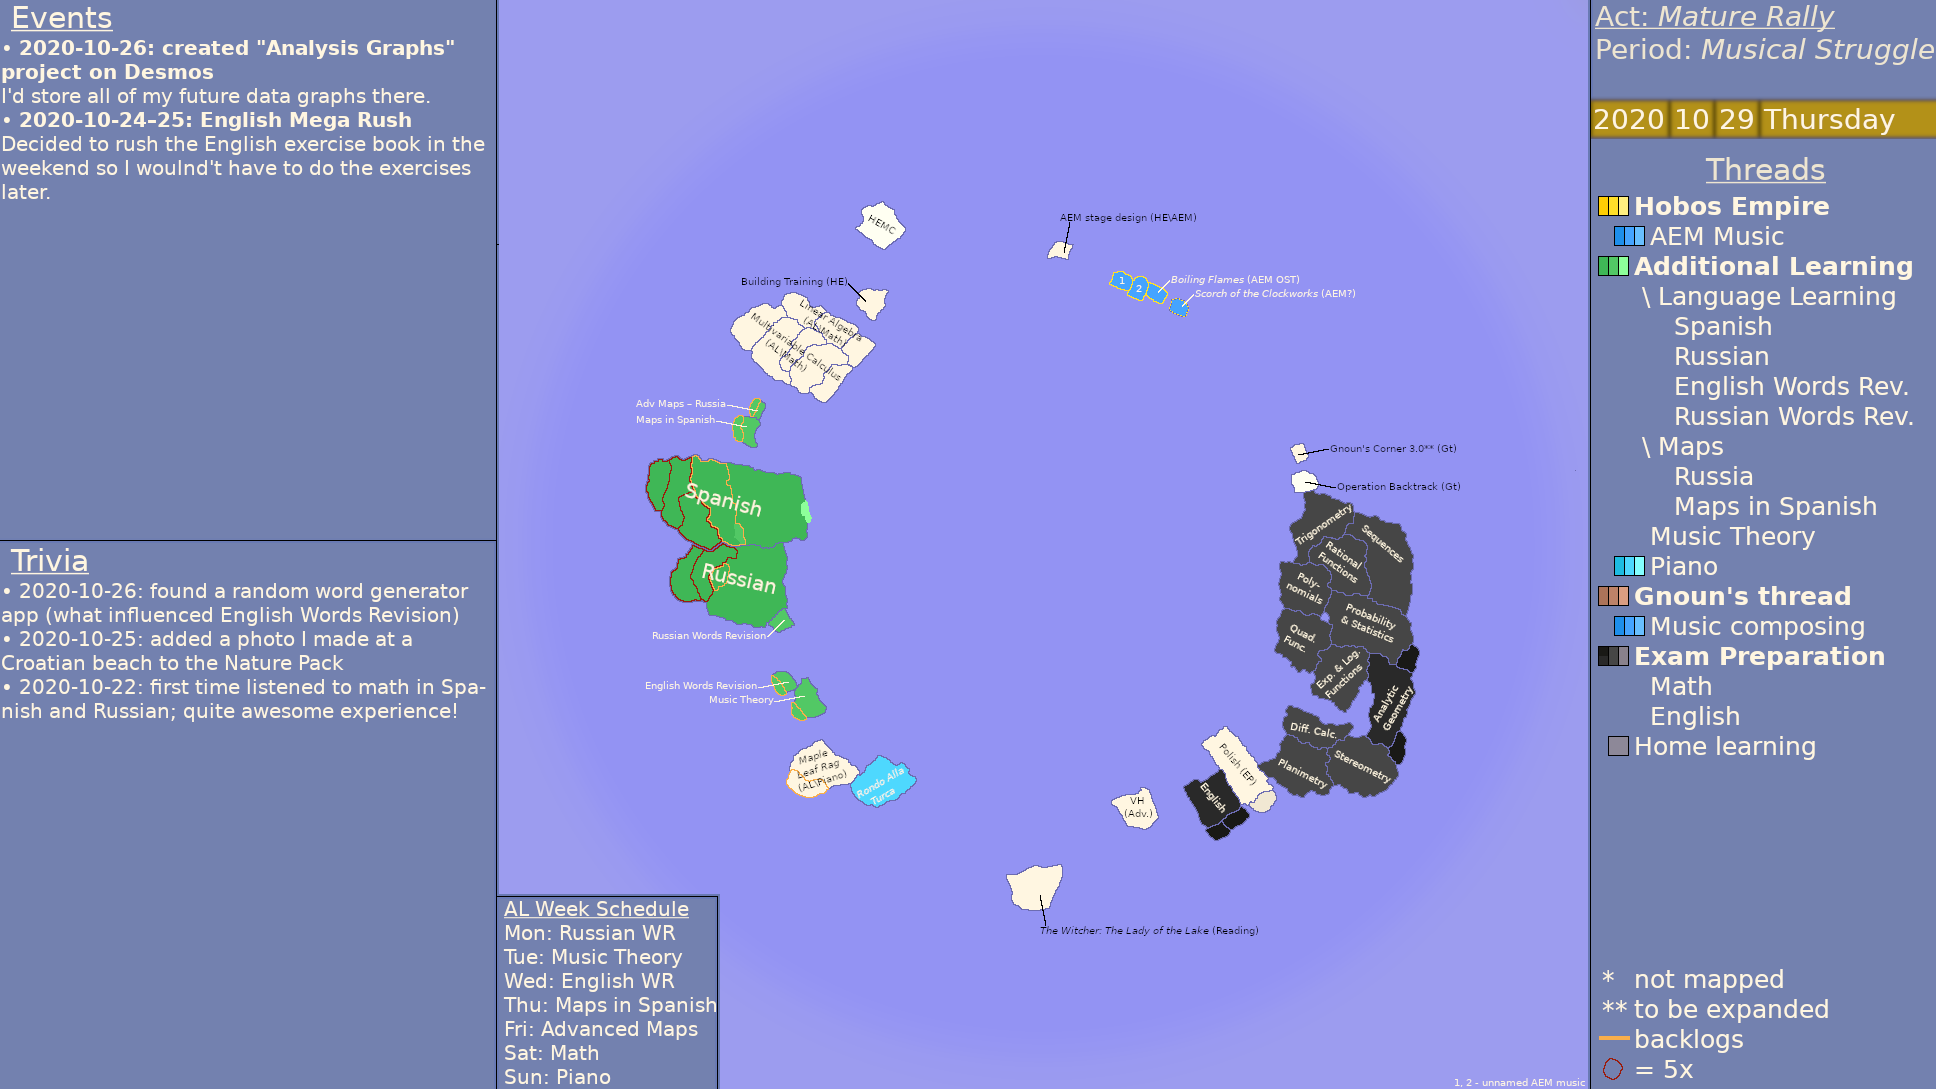 Events
• 2020-10-26: created "Analysis Graphs"
project on Desmos
I'd store all of my future data graphs there.
• 2020-10-24–25: English Mega Rush
Decided to rush the English exercise book in the
weekend so I woulnd't have to do the exercises
later.
Trivia
• 2020-10-26: found a random word generator
app (what influenced English Words Revision)
• 2020-10-25: added a photo I made at a
Croatian beach to the Nature Pack
• 2020-10-22: first time listened to math in Spa-
nish and Russian; quite awesome experience!
HEMC
AEM stage design (HE\AEM)
Building Training (HE)
1
2
Boiling Flames (AEM OST)
Scorch of the Clockworks (AEM?)
Linear Algebra
(AL\Math)
Multivariable Calculus
(AL\Math)
Adv Maps – Russia
Maps in Spanish
Spanish
Russian
Russian Words Revision
English Words Revision
Music Theory
Maple
Leaf Rag
(AL\Piano)
Rondo Alla
Turca
Gnoun's Corner 3.0** (Gt)
Operation Backtrack (Gt)
Trigonometry
Sequences
Rational
Functions
Poly-
nomials
Probability
& Statistics
Quad.
Func.
Exp. & Log.
Functions
Analytic
Geometry
Diff. Calc.
Planimetry
Stereometry
Polish (EP)
English
VH
(Adv.)
The Witcher: The Lady of the Lake (Reading)
AL Week Schedule
Mon: Russian WR
Tue: Music Theory
Wed: English WR
Thu: Maps in Spanish
Fri: Advanced Maps
Sat: Math
Sun: Piano
1, 2 - unnamed AEM music
Act: Mature Rally
Period: Musical Struggle
2020 10 29 Thursday
Threads
Hobos Empire
AEM Music
Additional Learning
\ Language Learning
Spanish
Russian
English Words Rev.
Russian Words Rev.
\ Maps
Russia
Maps in Spanish
Music Theory
Piano
Gnoun's thread
Music composing
Exam Preparation
Math
English
Home learning
* not mapped
** to be expanded
backlogs
= 5x